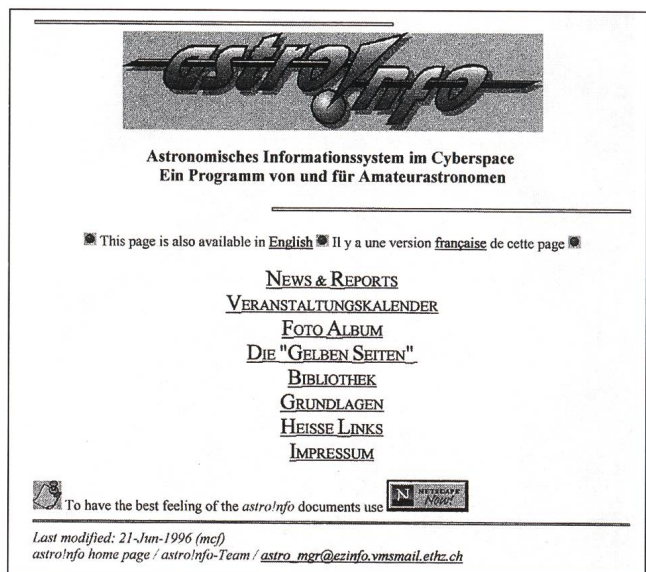 astro!nfo
Astronomisches Informationssystem im Cyberspace
Ein Programm von und für Amateurastronomen
This page is also available in English Il y a une version française de cette page
NEWS & REPORTS
VERANSTALTUNGSKALENDER
FOTO ALBUM
DIE "GELBEN SEITEN"
BIBLIOTHEK
GRUNDLAGEN
HEISSE LINKS
IMPRESSUM
To have the best feeling of the astro!nfo documents use N NETSCAPE Now!
Last modified: 21-Jun-1996 (mcf)
astro!nfo home page / astro!nfo-Team / astro_mgr@ezinfo.vmsmail.ethz.ch